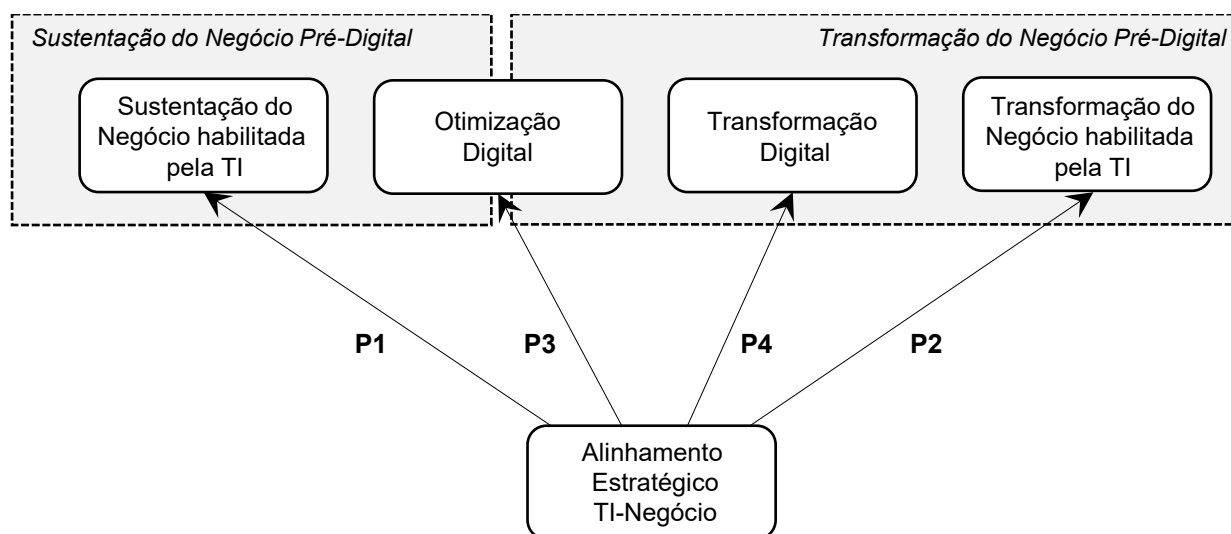 Sustentação do Negócio Pré-Digital
Transformação do Negócio Pré-Digital
Sustentação do
Negócio habilitada
pela TI
Otimização
Digital
Transformação
Digital
Transformação do
Negócio habilitada
pela TI
P1
P3
P4
P2
Alinhamento
Estratégico
TI-Negócio